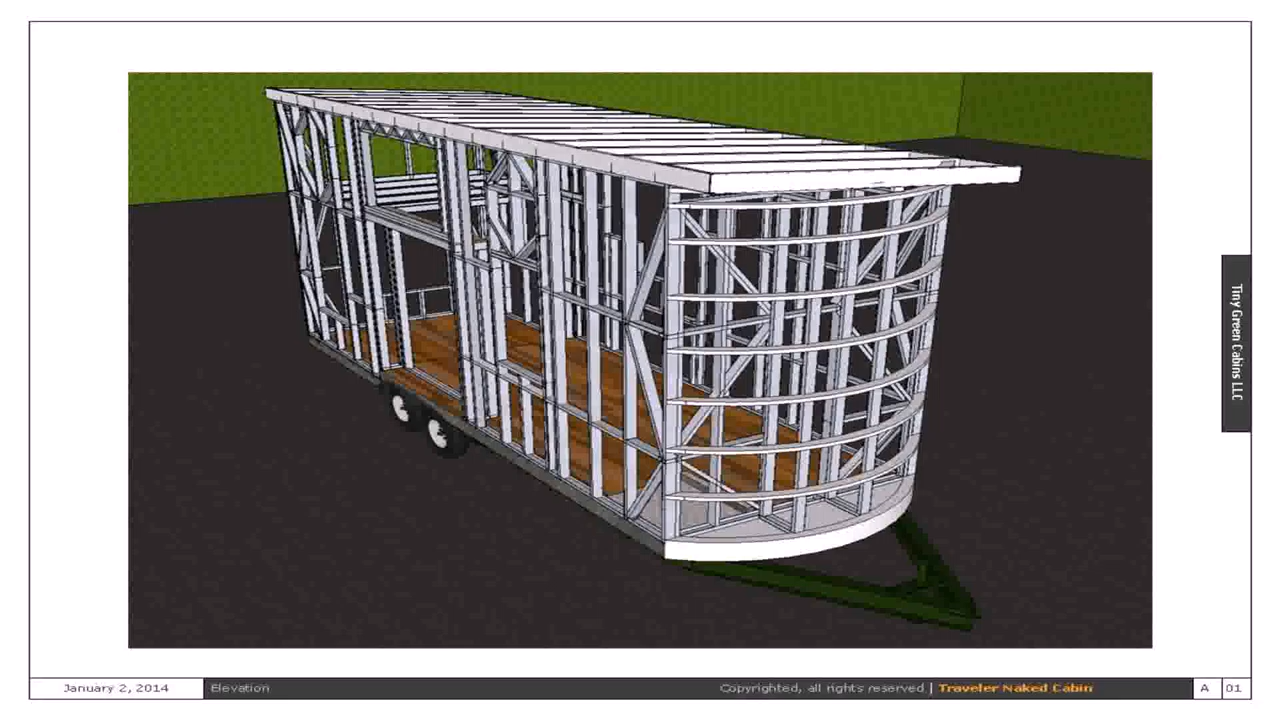 Tiny Green Cabins LLC
January 2, 2014
Elevation
Copyrighted, all rights reserved | Traveler Naked Cabin
A 01